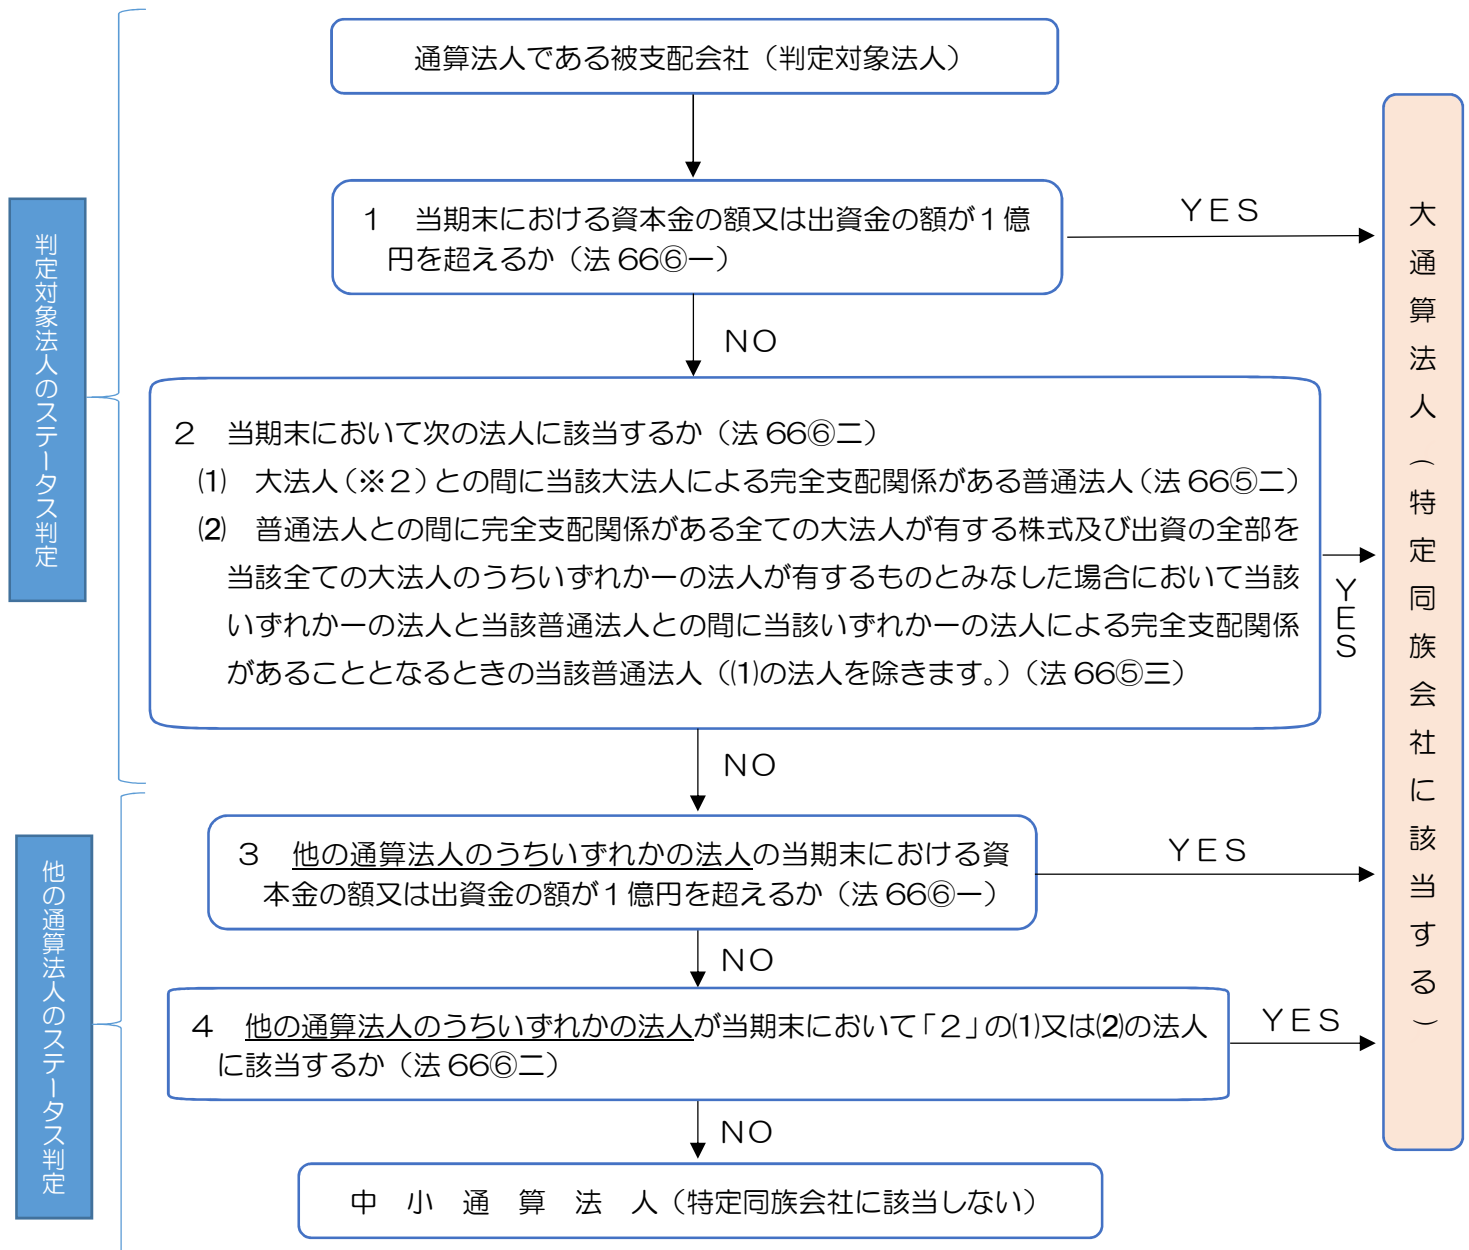 通算法人である被支配会社（判定対象法人）
判定対象法人のステータス判定
１　当期末における資本金の額又は出資金の額が１億
円を超えるか（法 66⑥一）
ＹＥＳ
ＮＯ
２　当期末において次の法人に該当するか（法 66⑥二）
⑴　大法人（※２）との間に当該大法人による完全支配関係がある普通法人（法 66⑤二）
⑵　普通法人との間に完全支配関係がある全ての大法人が有する株式及び出資の全部を
当該全ての大法人のうちいずれか一の法人が有するものとみなした場合において当該
いずれか一の法人と当該普通法人との間に当該いずれか一の法人による完全支配関係
があることとなるときの当該普通法人（⑴の法人を除きます。）（法 66⑤三）
ＹＥＳ
ＮＯ
他の通算法人のステータス判定
３　他の通算法人のうちいずれかの法人の当期末における資
本金の額又は出資金の額が１億円を超えるか（法 66⑥一）
ＹＥＳ
ＮＯ
４　他の通算法人のうちいずれかの法人が当期末において「２」の⑴又は⑵の法人
に該当するか（法 66⑥二）
ＹＥＳ
ＮＯ
中　小　通　算　法　人（特定同族会社に該当しない）
大通算法人（特定同族会社に該当する）